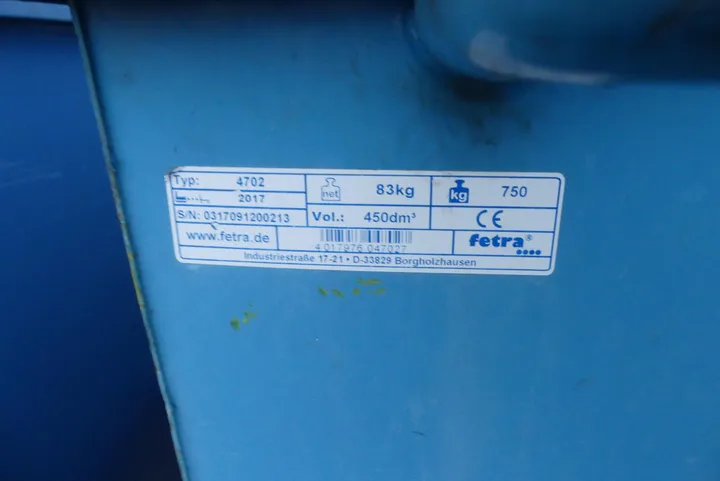 Typ: 4702
2017
S/N: 0317091200213
net 83kg
kg 750
Vol.: 450dm³
CE
www.fetra.de
4 017976 047027
fetra®
Industriestraße 17-21 • D-33829 Borgholzhausen